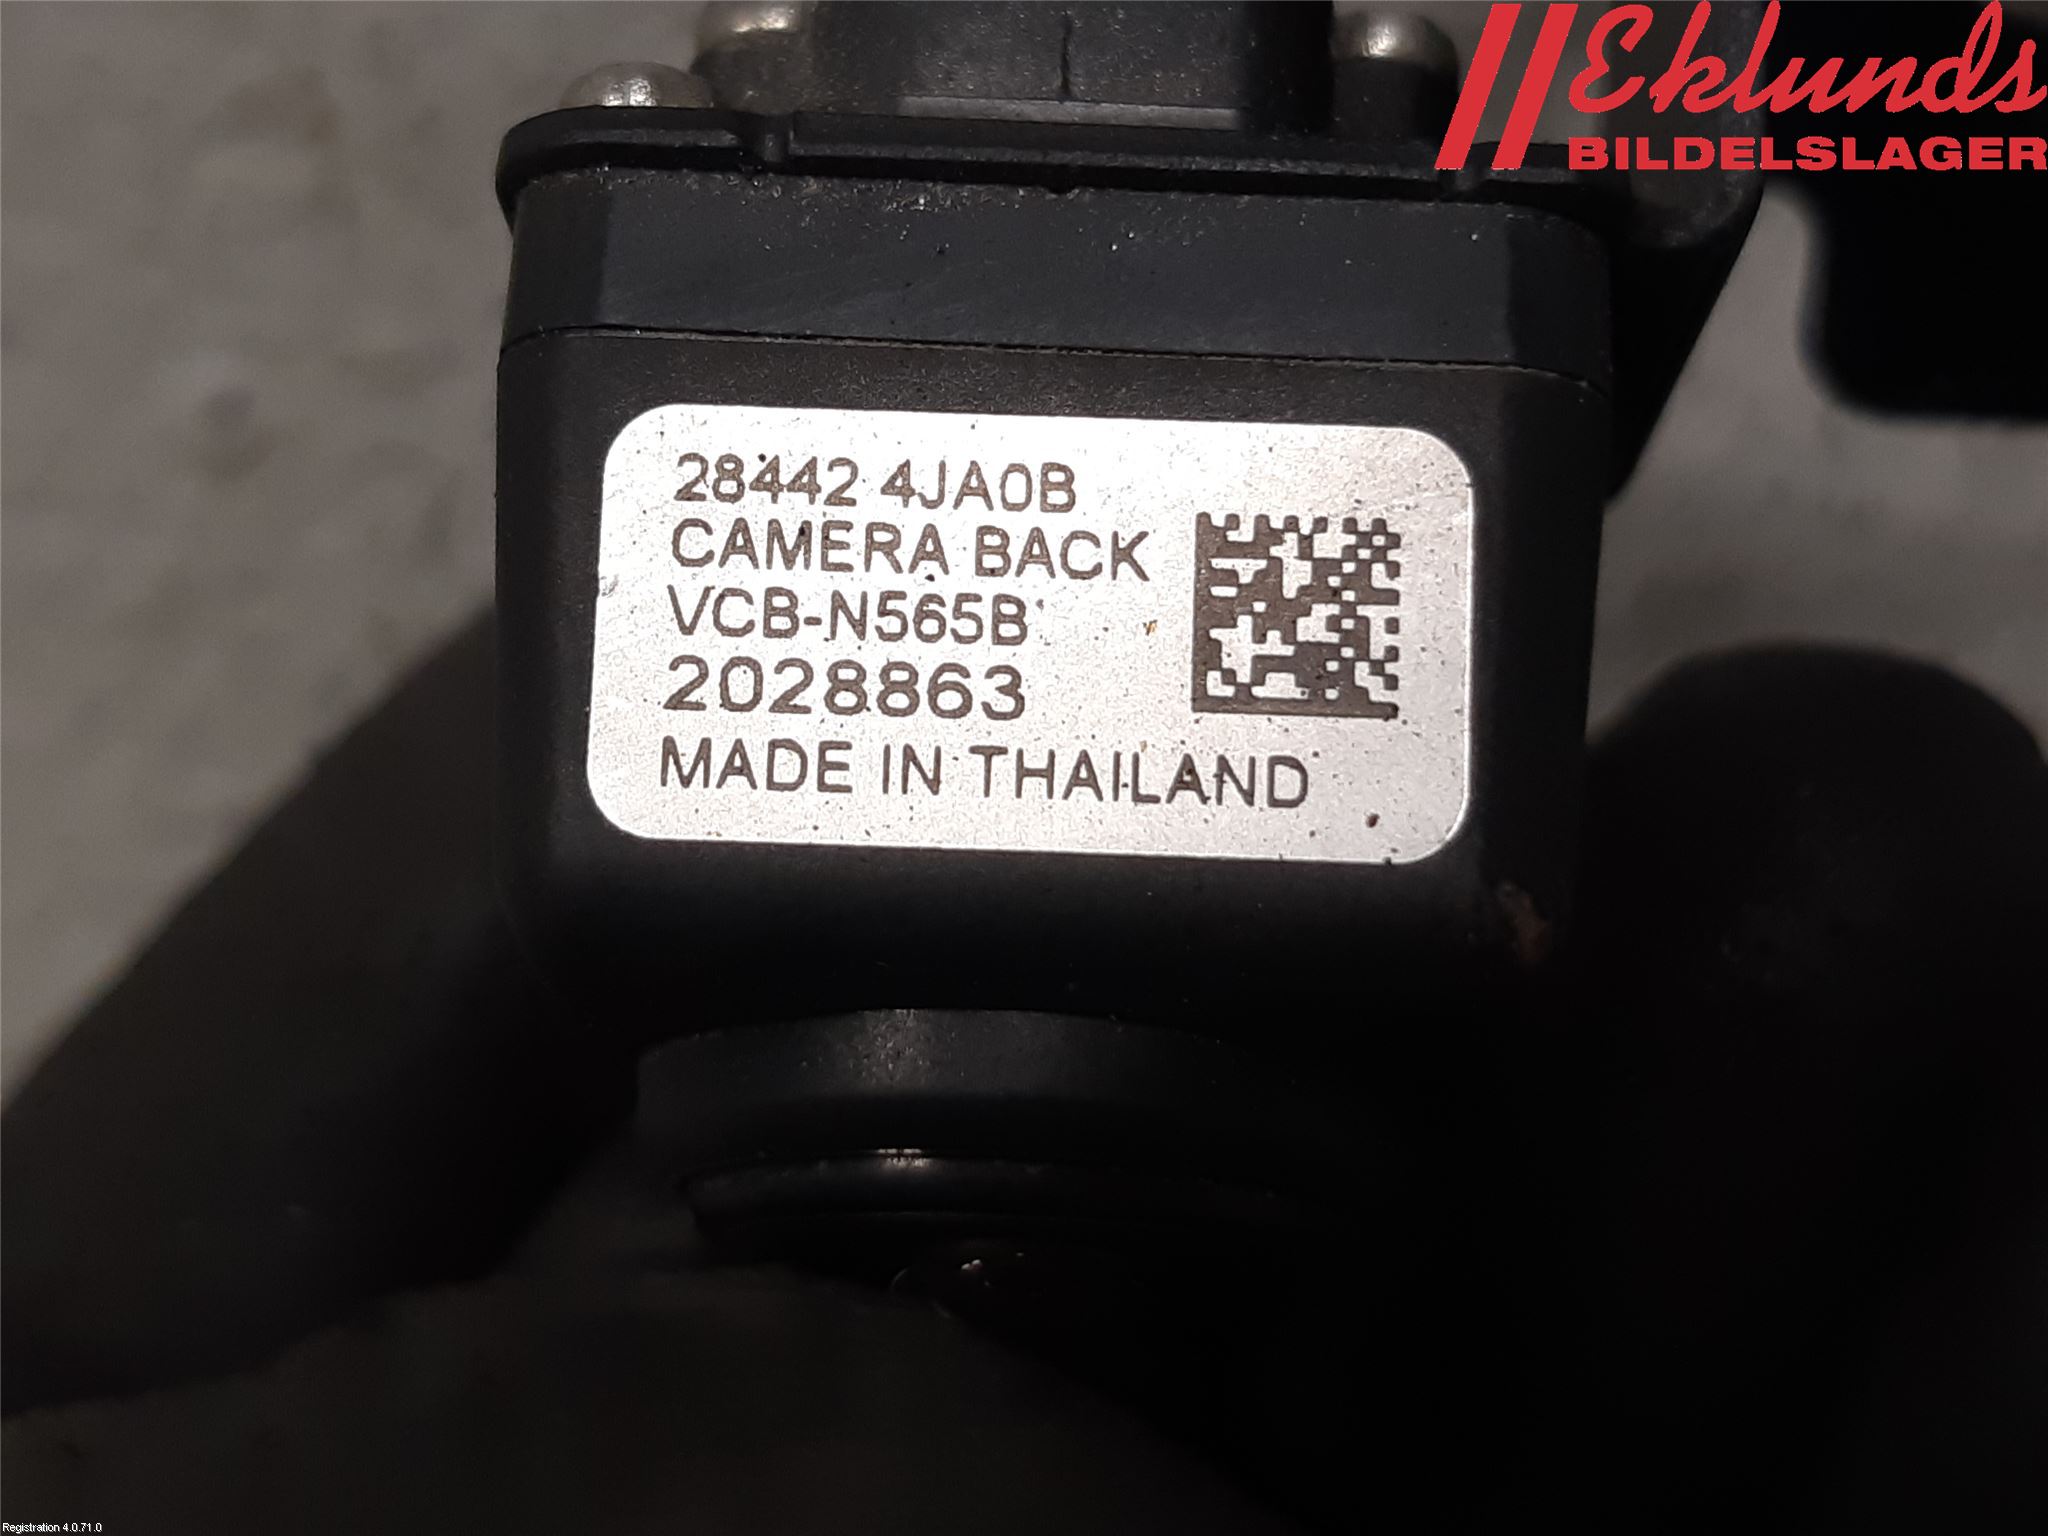 Eklunds
BILDELSLAGER
28442 4JA0B
CAMERA BACK
VCB-N565B
2028863
MADE IN THAILAND
Registration 4.0.71.0